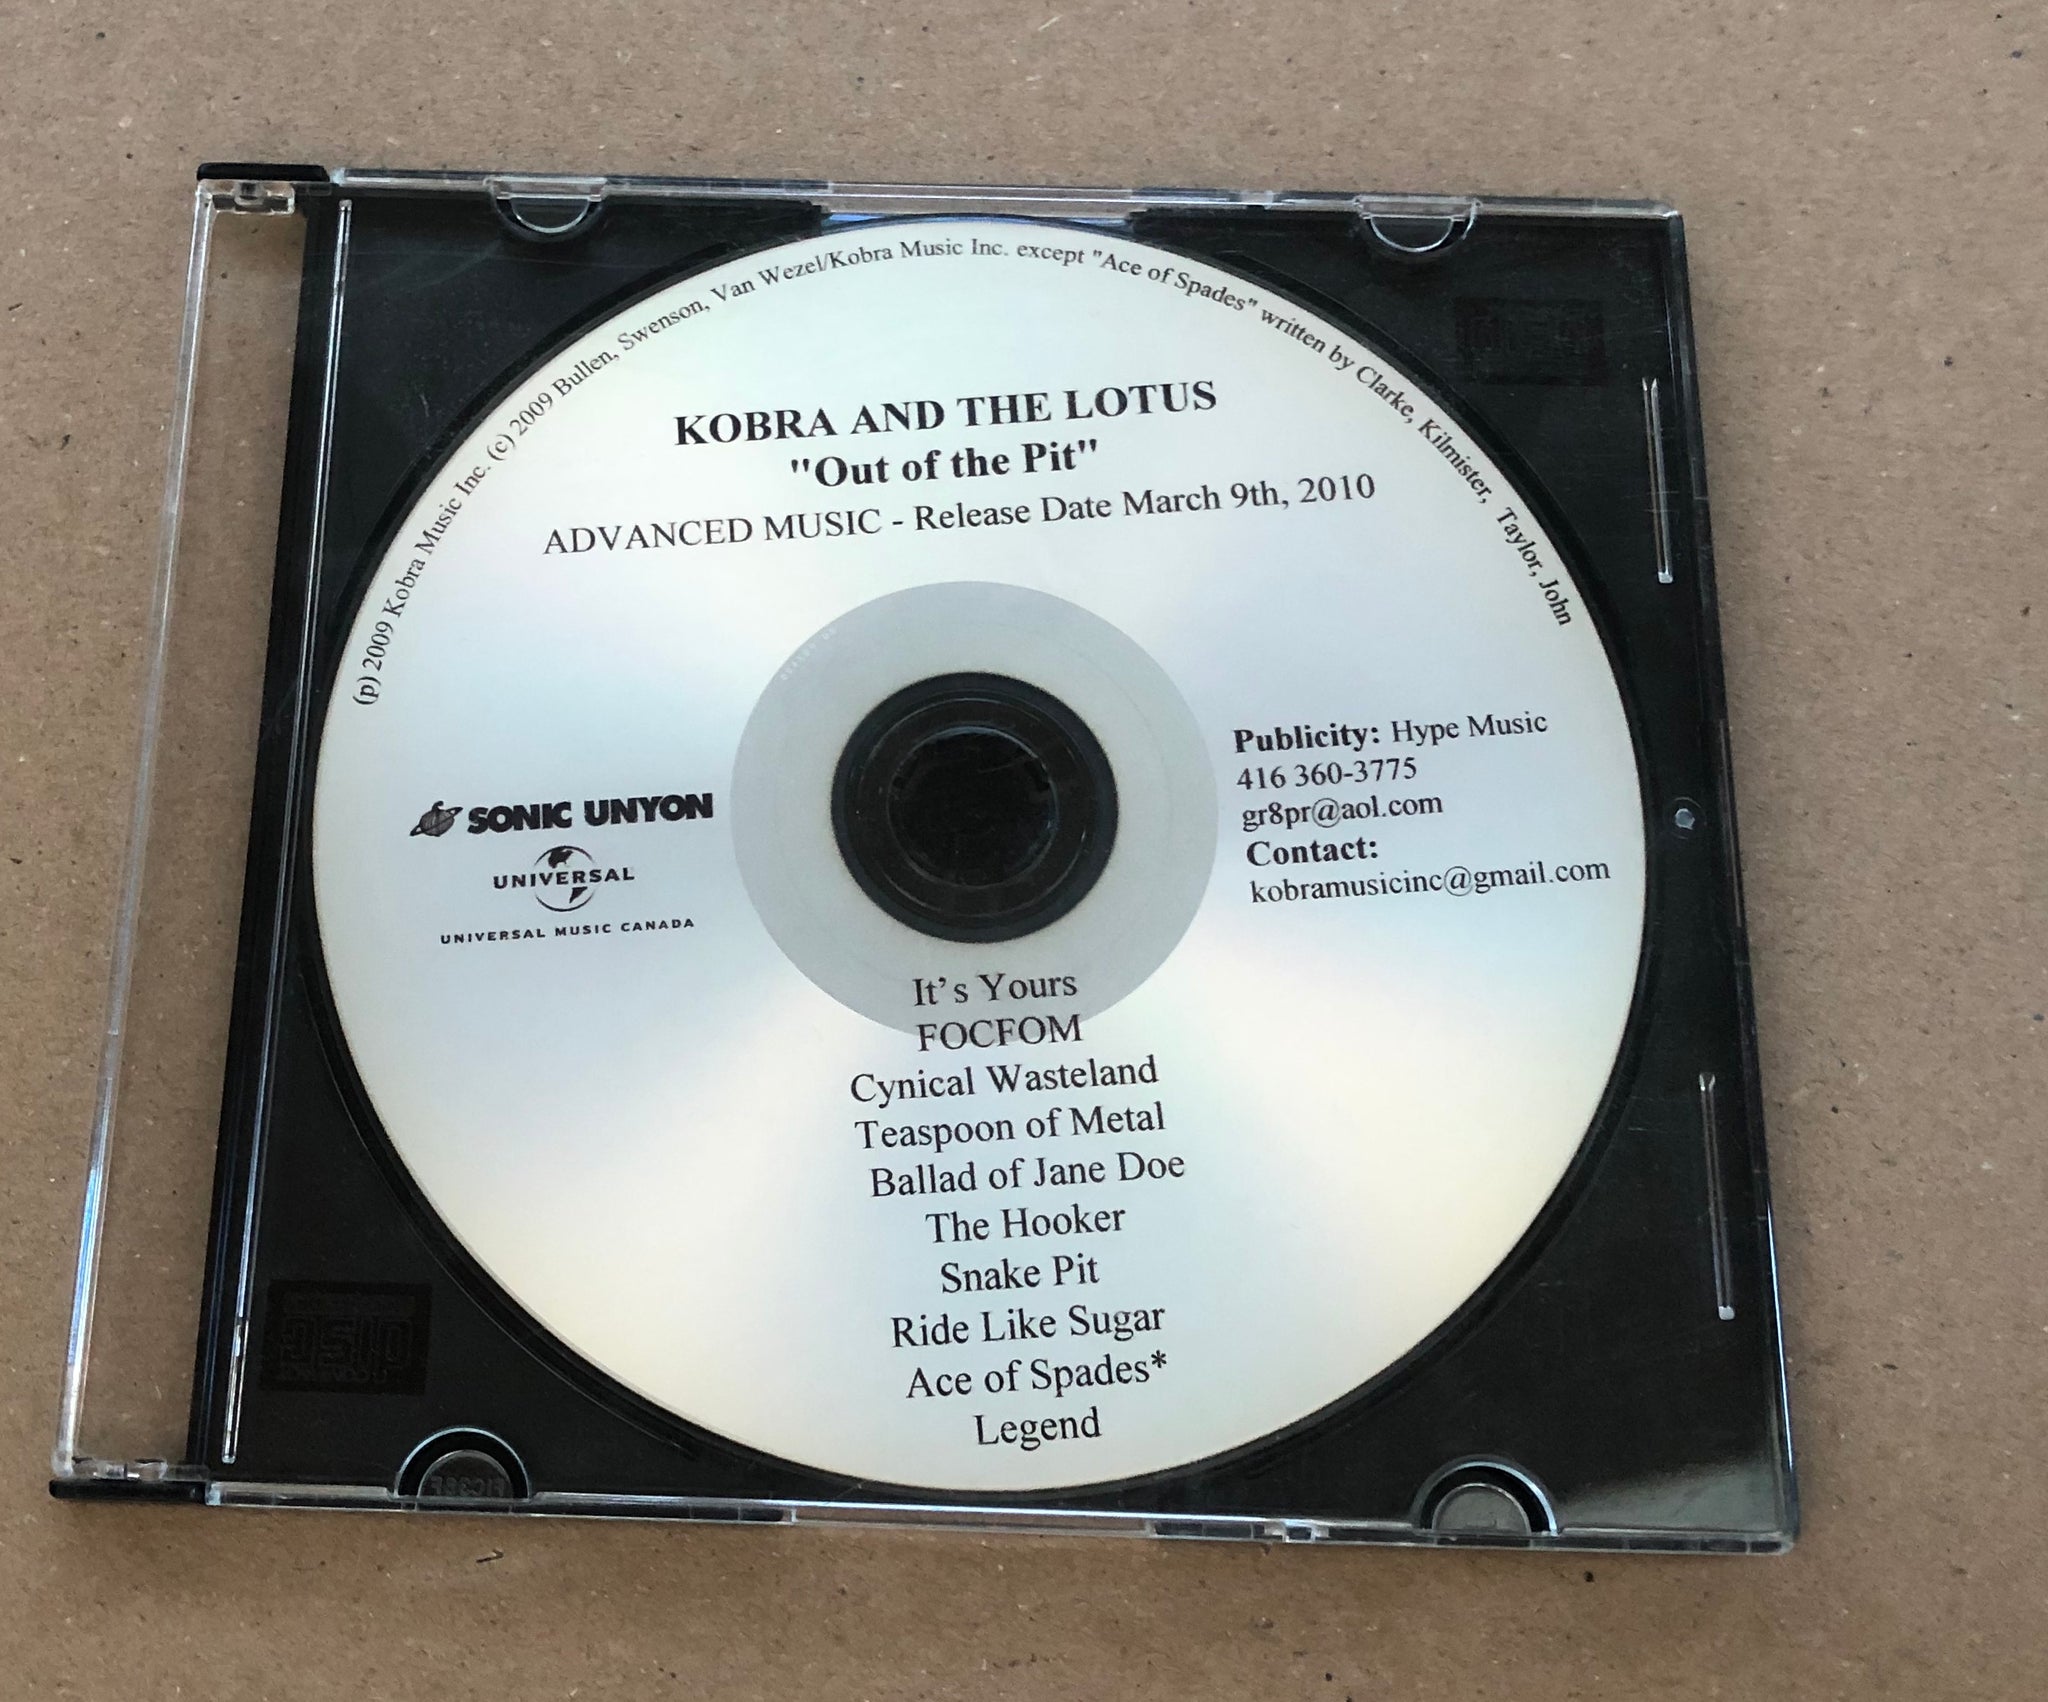 (p) 2009 Kobra Music Inc. (c) 2009 Bullen, Swenson, Van Wezel/Kobra Music Inc. except "Ace of Spades" written by Clarke, Kilmister, Taylor, John
KOBRA AND THE LOTUS
"Out of the Pit"
ADVANCED MUSIC - Release Date March 9th, 2010
SONIC UNYON
UNIVERSAL
UNIVERSAL MUSIC CANADA
Publicity: Hype Music
416 360-3775
gr8pr@aol.com
Contact:
kobramusicinc@gmail.com
It's Yours
FOCFOM
Cynical Wasteland
Teaspoon of Metal
Ballad of Jane Doe
The Hooker
Snake Pit
Ride Like Sugar
Ace of Spades*
Legend